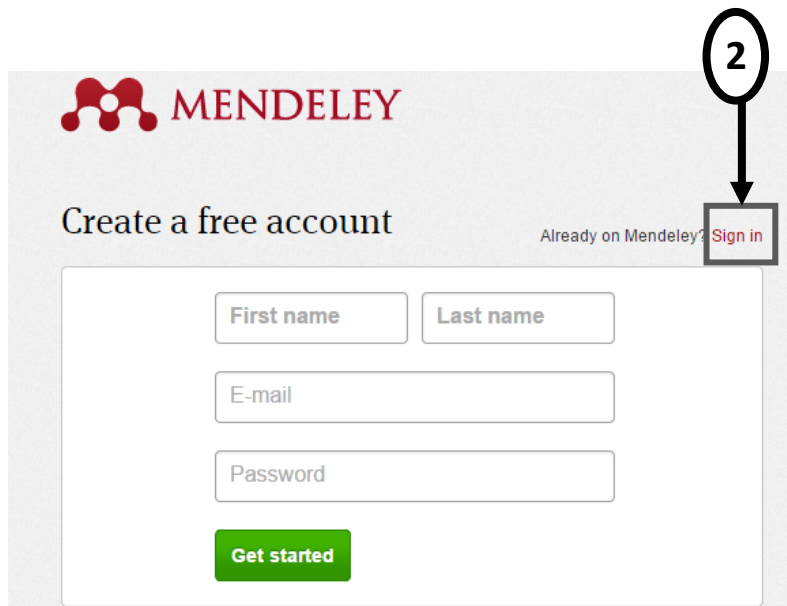 2
MENDELEY
Create a free account
Already on Mendeley? Sign in
First name Last name
E-mail
Password
Get started